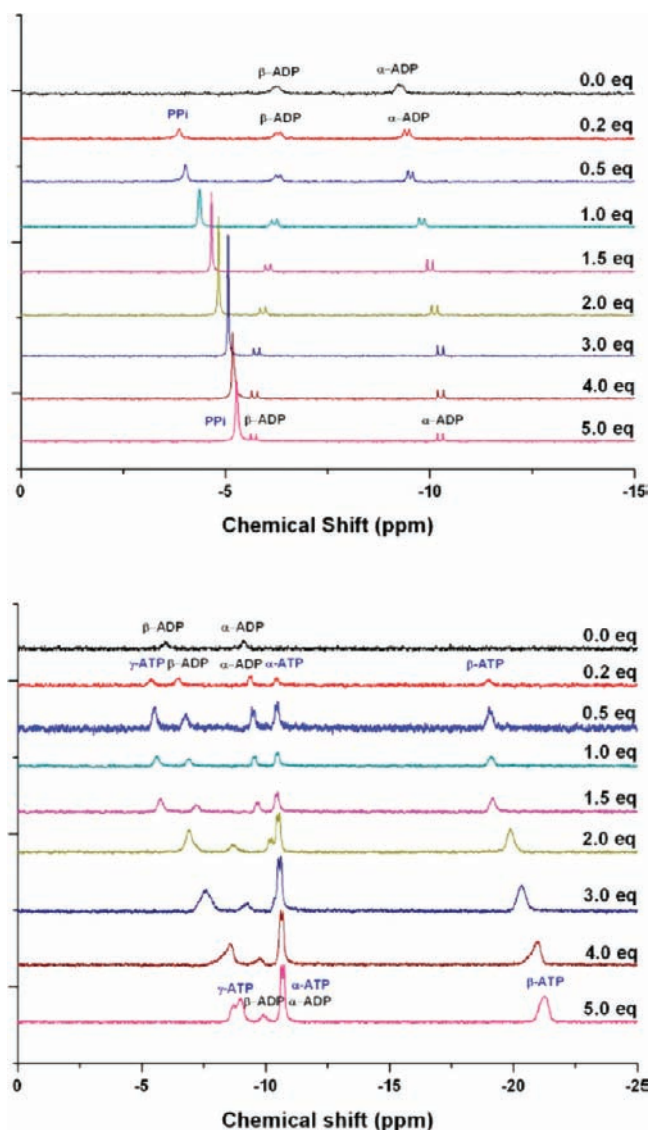 β–ADP α–ADP 0.0 eq
PPi β–ADP α–ADP 0.2 eq
0.5 eq
1.0 eq
1.5 eq
2.0 eq
3.0 eq
4.0 eq
PPi β–ADP α–ADP 5.0 eq
0 -5 -10 -15
Chemical Shift (ppm)
β–ADP α–ADP 0.0 eq
γ-ATP β–ADP α–ADP α-ATP β-ATP 0.2 eq
0.5 eq
1.0 eq
1.5 eq
2.0 eq
3.0 eq
4.0 eq
γ-ATP α-ATP β-ATP
β–ADP α–ADP 5.0 eq
0 -5 -10 -15 -20 -25
Chemical shift (ppm)